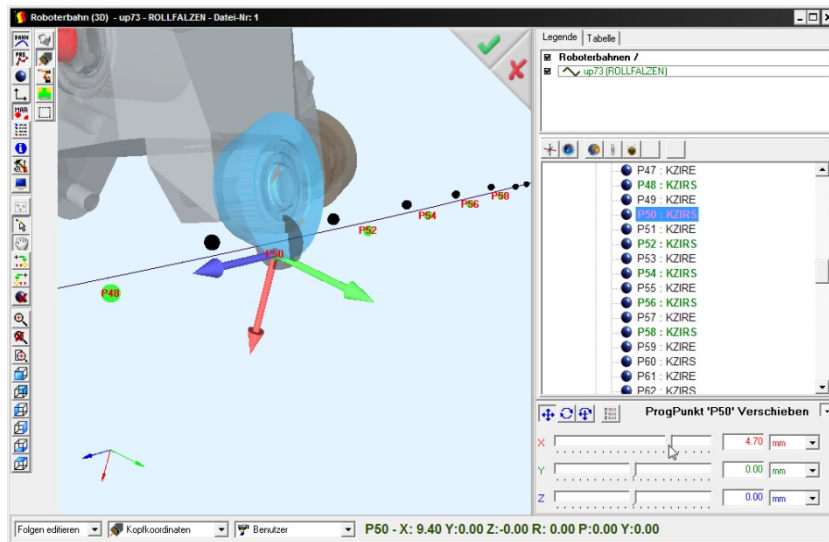 Roboterbahn (3D) - up73 - ROLLFALZEN - Datei-Nr: 1
BAHN
PRG
MAR
P48
P50
P52
P54
P56
P58
Legende
Tabelle
Roboterbahnen /
up73 (ROLLFALZEN)
P47 : KZIRE
P48 : KZIRS
P49 : KZIRE
P50 : KZIRS
P51 : KZIRE
P52 : KZIRS
P53 : KZIRE
P54 : KZIRS
P55 : KZIRE
P56 : KZIRS
P57 : KZIRE
P58 : KZIRS
P59 : KZIRE
P60 : KZIRS
P61 : KZIRE
P62 : KZIRS
ProgPunkt 'P50' Verschieben
X 4.70 mm
Y 0.00 mm
Z 0.00 mm
Folgen editieren
Kopfkoordinaten
Benutzer
P50 - X: 9.40 Y:0.00 Z:-0.00 R: 0.00 P:0.00 Y:0.00